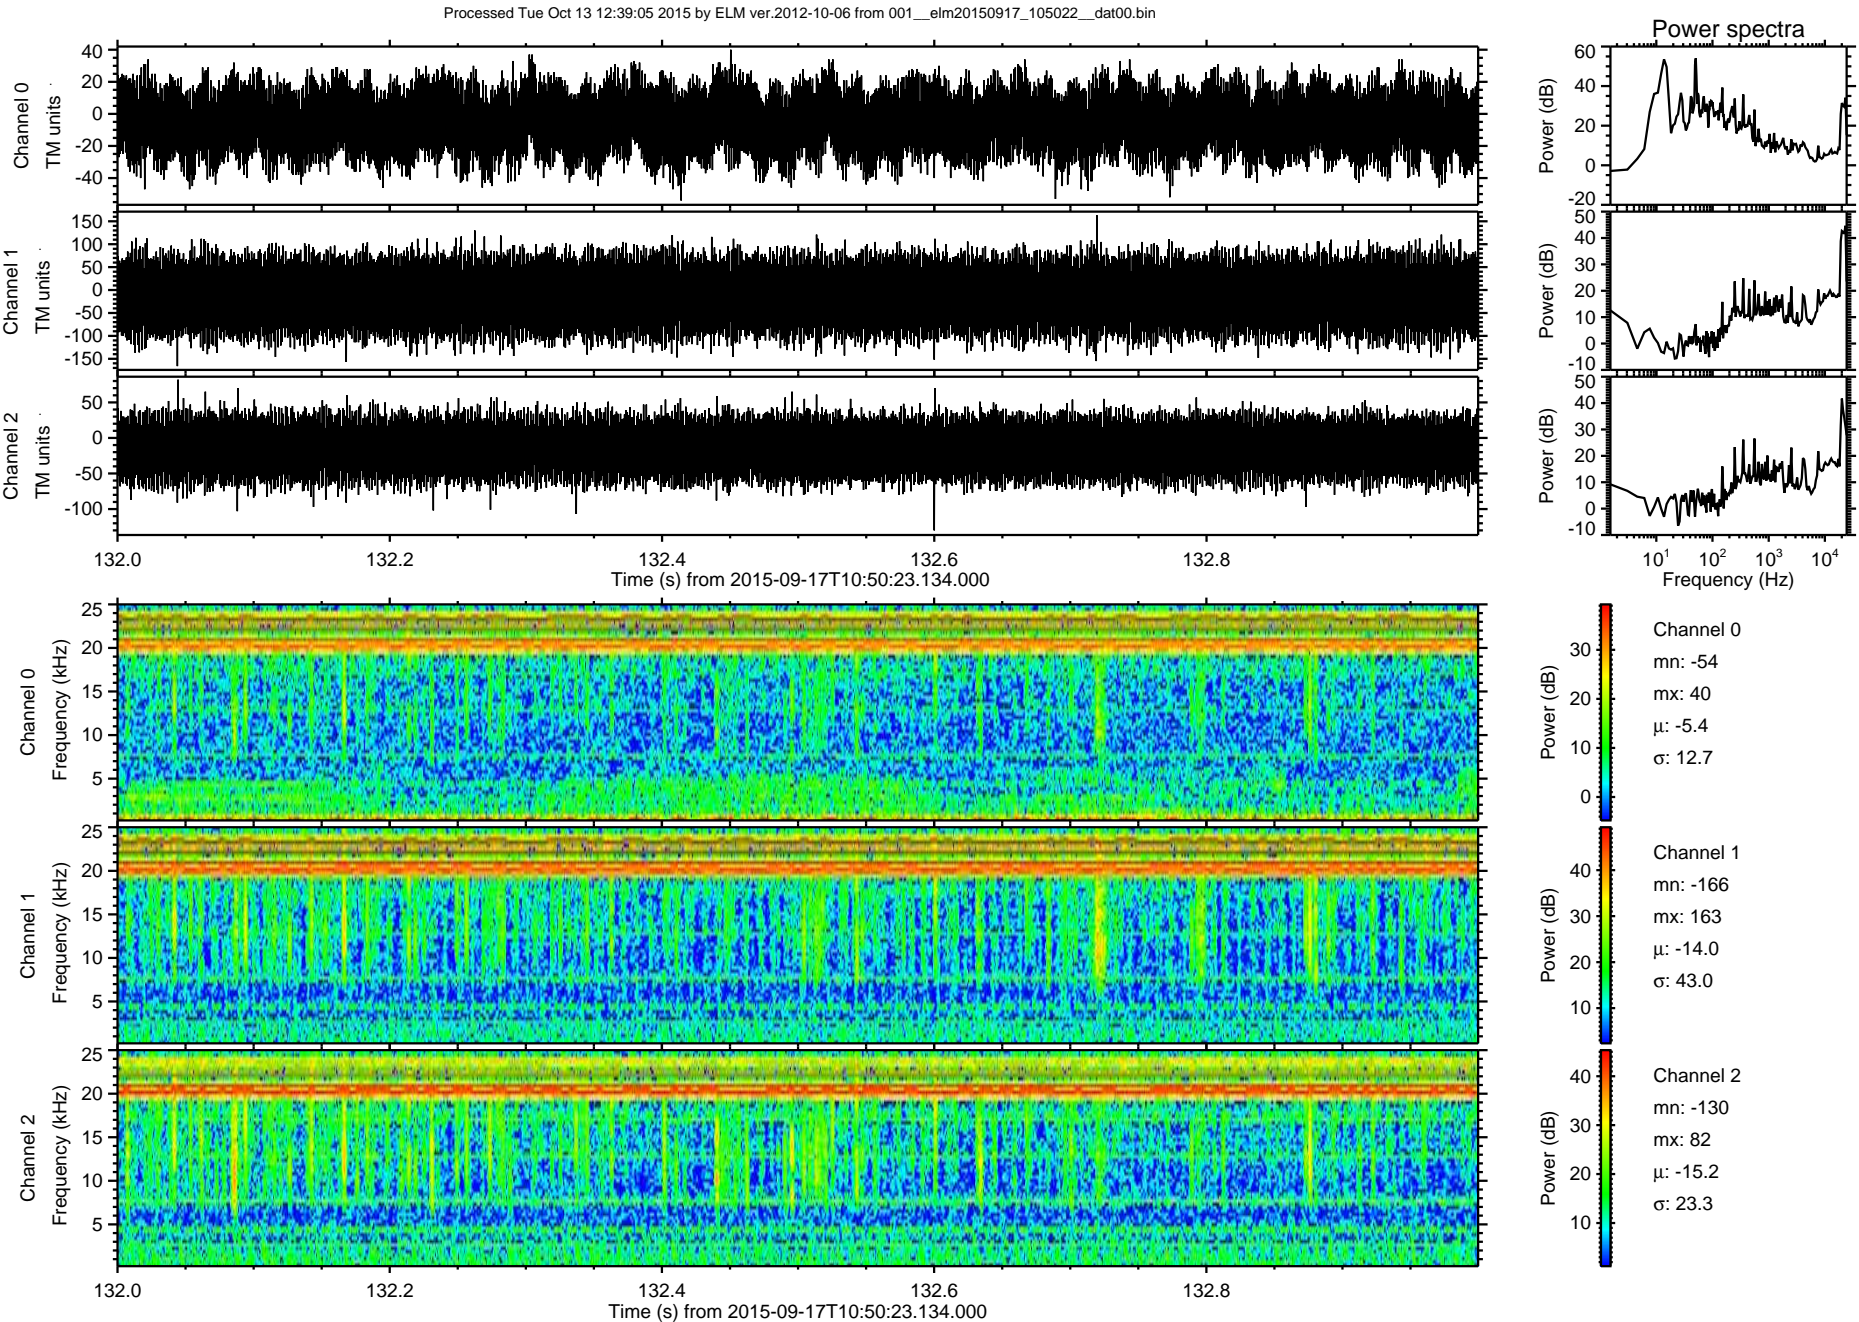 Processed Tue Oct 13 12:39:05 2015 by ELM ver.2012-10-06 from 001__elm20150917_105022__dat00.bin
Power spectra
Channel 0
TM units
40
20
0
-20
-40
Power (dB)
60
40
20
0
-20
Channel 1
TM units
150
100
50
0
-50
-100
-150
Power (dB)
50
40
30
20
10
0
-10
Channel 2
TM units
50
0
-50
-100
Power (dB)
50
40
30
20
10
0
-10
132.0 132.2 132.4 132.6 132.8
Time (s) from 2015-09-17T10:50:23.134.000
10^1 10^2 10^3 10^4
Frequency (Hz)
Channel 0
Frequency (kHz)
25
20
15
10
5
Power (dB)
30
20
10
0
Channel 0
mn: -54
mx: 40
μ: -5.4
σ: 12.7
Channel 1
Frequency (kHz)
25
20
15
10
5
Power (dB)
40
30
20
10
Channel 1
mn: -166
mx: 163
μ: -14.0
σ: 43.0
Channel 2
Frequency (kHz)
25
20
15
10
5
Power (dB)
40
30
20
10
Channel 2
mn: -130
mx: 82
μ: -15.2
σ: 23.3
132.0 132.2 132.4 132.6 132.8
Time (s) from 2015-09-17T10:50:23.134.000